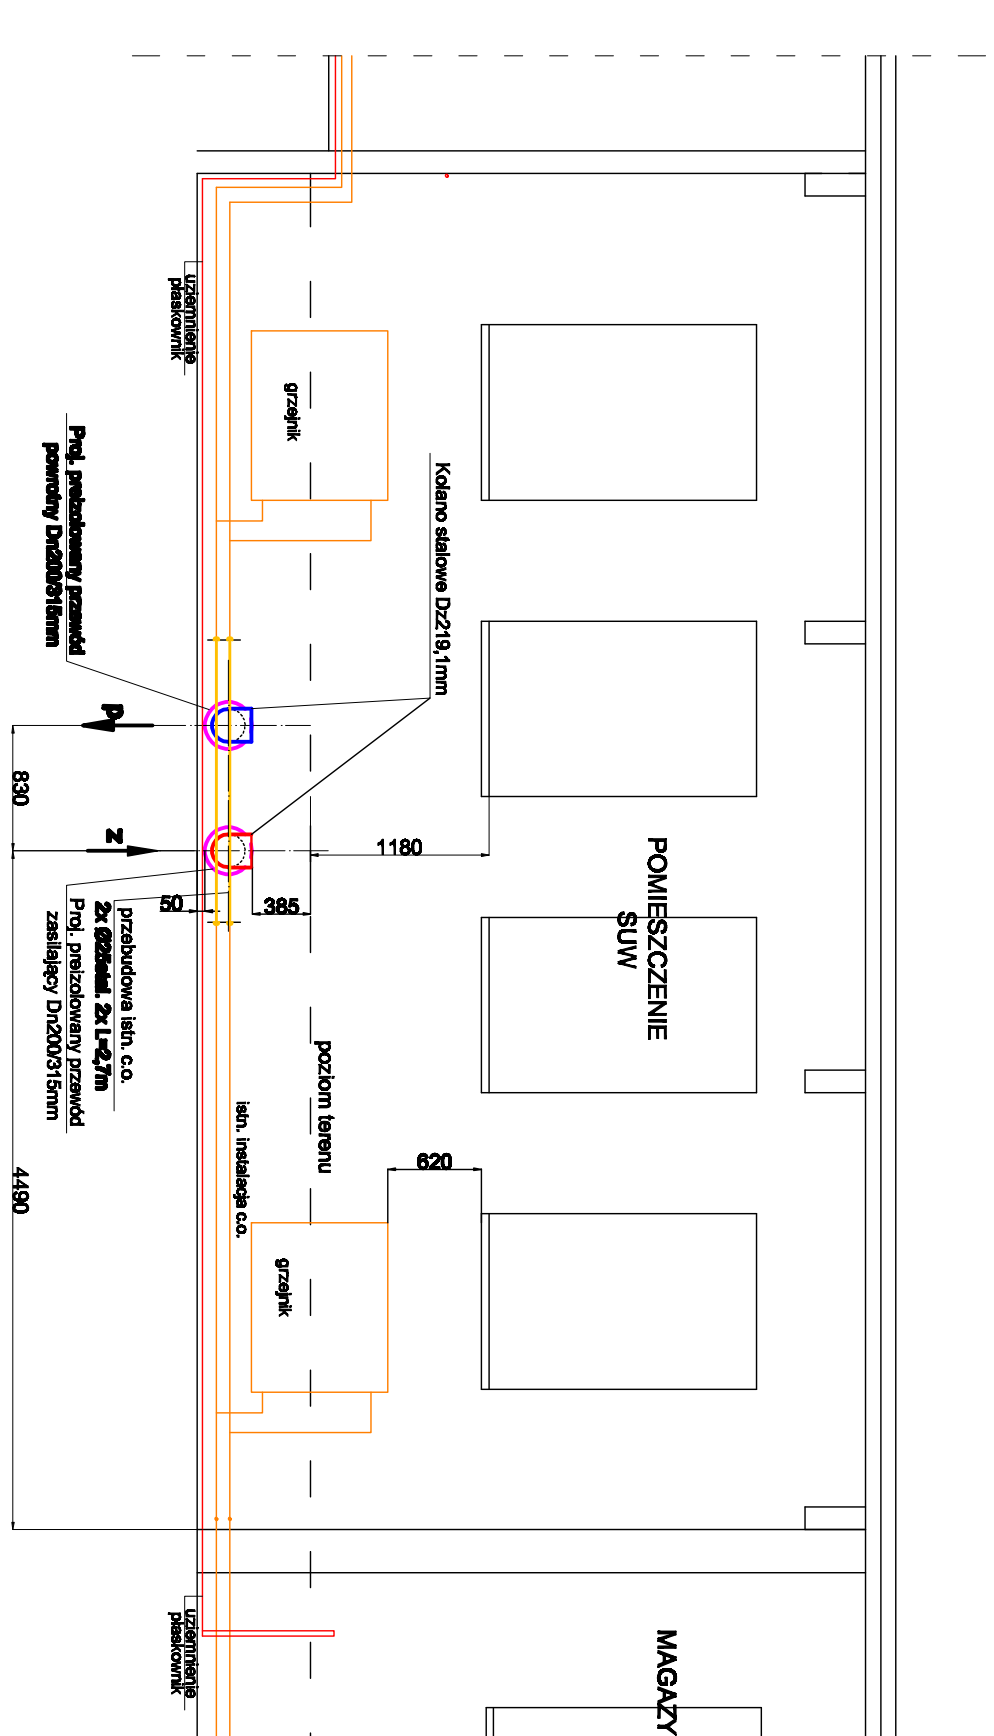 uziemnienie
płaskownik
grzejnik
Kolano stalowe Dz219,1mm
Proj. preizolowany przewód
powrotny Dn200/315mm
p
830
z
1180
50
385
POMIESZCZENIE
SUW
przebudowa istn. c.o.
2x Ø25stal. 2x L=2,7m
Proj. preizolowany przewód
zasilający Dn200/315mm
poziom terenu
istn. instalacja c.o.
620
4490
grzejnik
uziemnienie
płaskownik
MAGAZY